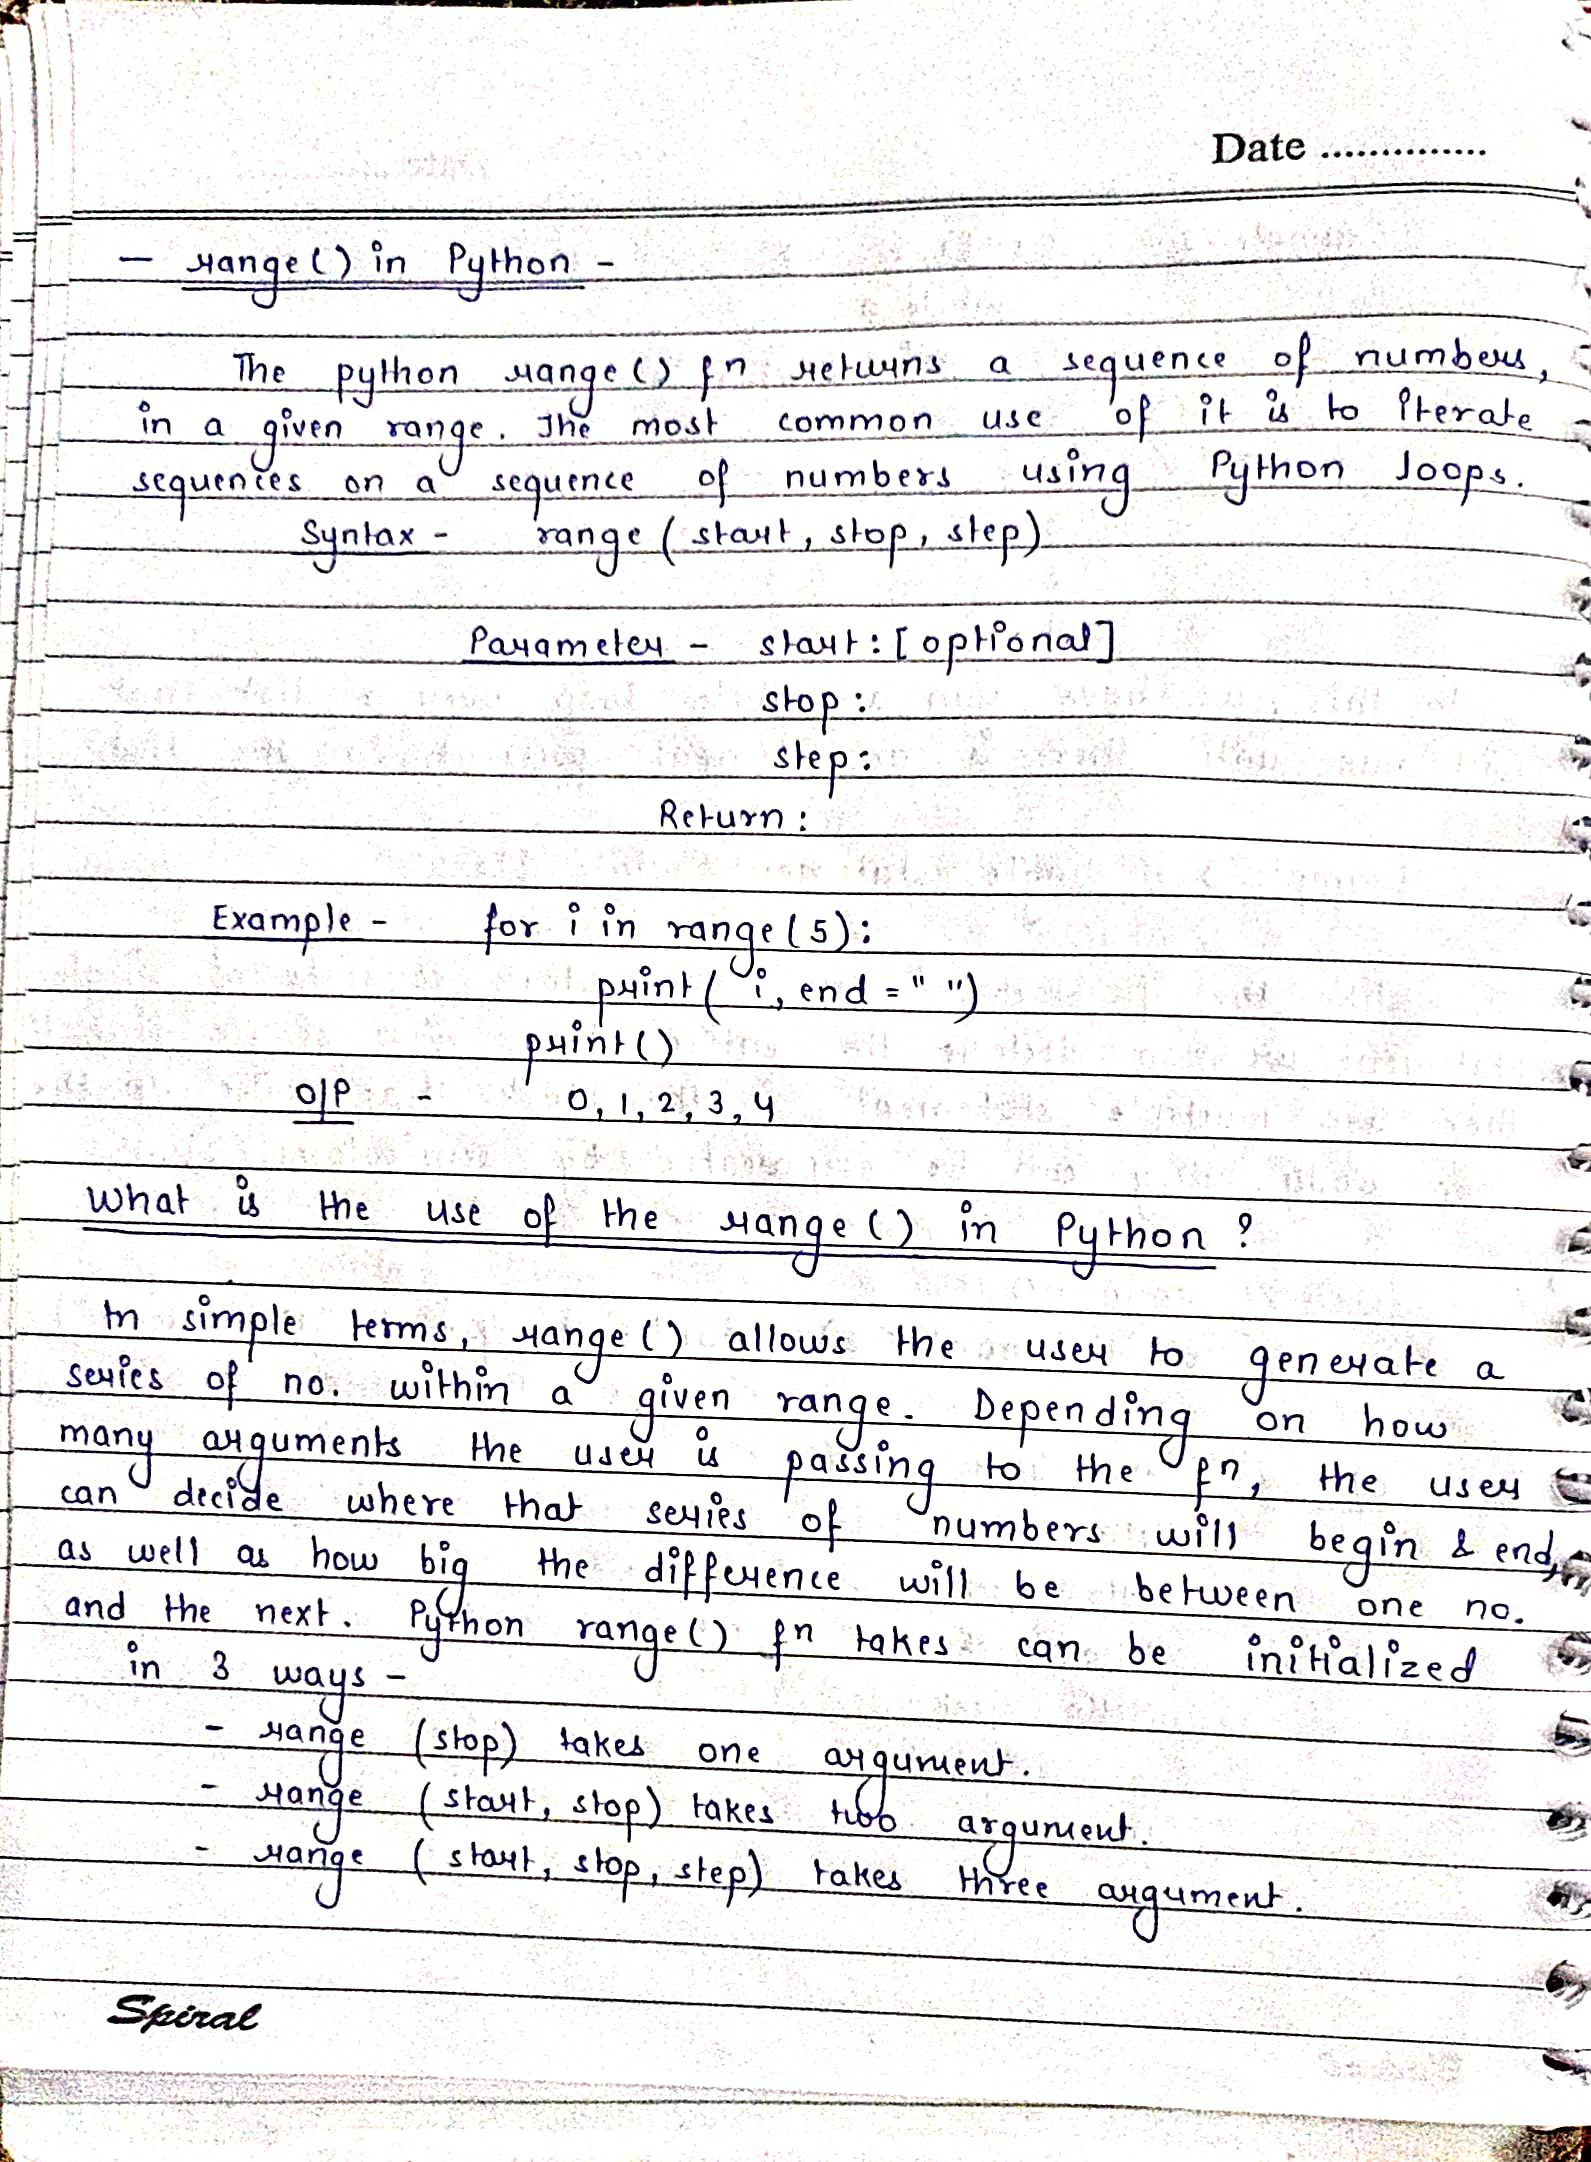 Date ..............
— range() in Python -
The python range() fn returns a sequence of numbers,
in a given range. The most common use of it is to iterate
sequences on a sequence of numbers using Python loops.
Syntax - range (start, stop, step)
Parameter - start: [optional]
stop:
step:
Return:
Example - for i in range(5):
print( i, end = " ")
print()
O/P - 0, 1, 2, 3, 4
What is the use of the range() in Python ?
In simple terms, range() allows the user to generate a
series of no. within a given range. Depending on how
many arguments the user is passing to the fn, the user
can decide where that series of numbers will begin & end,
as well as how big the difference will be between one no.
and the next. Python range() fn takes can be initialized
in 3 ways -
- range (stop) takes one argument.
- range (start, stop) takes two argument.
- range (start, stop, step) takes three argument.
Spiral